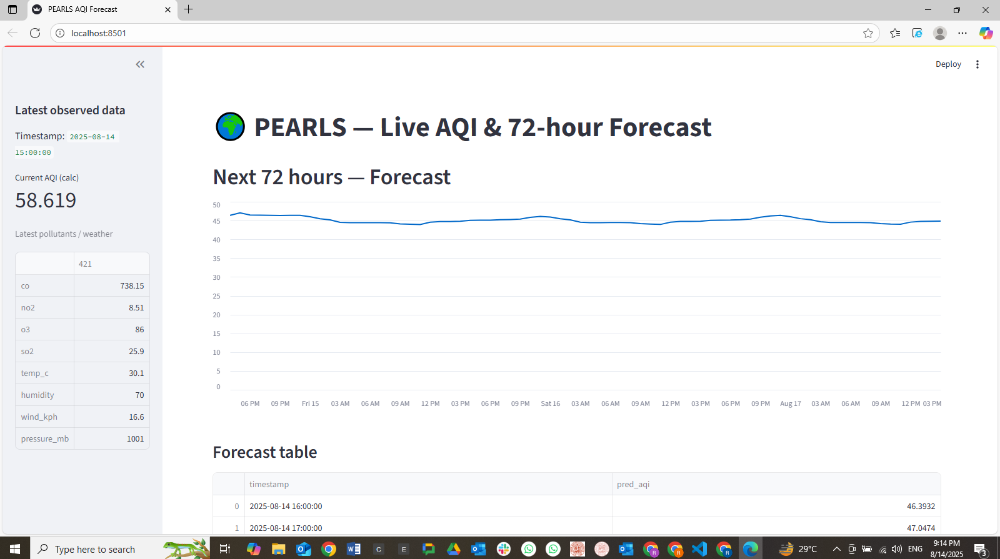 PEARLS AQI Forecast
localhost:8501
Deploy
Latest observed data
Timestamp: 2025-08-14
15:00:00
Current AQI (calc)
58.619
Latest pollutants / weather
421
co 738.15
no2 8.51
o3 86
so2 25.9
temp_c 30.1
humidity 70
wind_kph 16.6
pressure_mb 1001
PEARLS — Live AQI & 72-hour Forecast
Next 72 hours — Forecast
50
45
40
35
30
25
20
15
10
5
0
06 PM 09 PM Fri 15 03 AM 06 AM 09 AM 12 PM 03 PM 06 PM 09 PM Sat 16 03 AM 06 AM 09 AM 12 PM 03 PM 06 PM 09 PM Aug 17 03 AM 06 AM 09 AM 12 PM 03 PM
Forecast table
timestamp pred_aqi
0 2025-08-14 16:00:00 46.3932
1 2025-08-14 17:00:00 47.0474
Type here to search
C
E
R
R
R
29°C
ENG
9:14 PM
8/14/2025
3